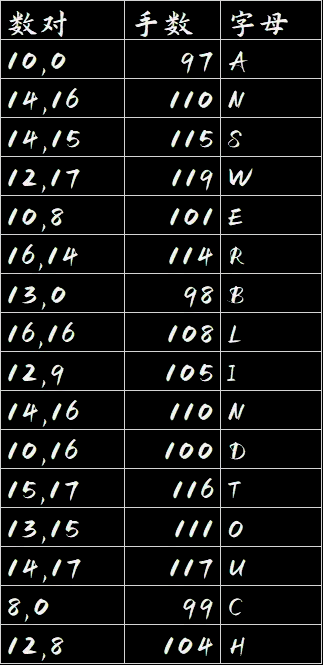 数对 手数 字母
10,0 97 A
14,16 110 N
14,15 115 S
12,17 119 W
10,8 101 E
16,14 114 R
13,0 98 B
16,16 108 L
12,9 105 I
14,16 110 N
10,16 100 D
15,17 116 T
13,15 111 O
14,17 117 U
8,0 99 C
12,8 104 H